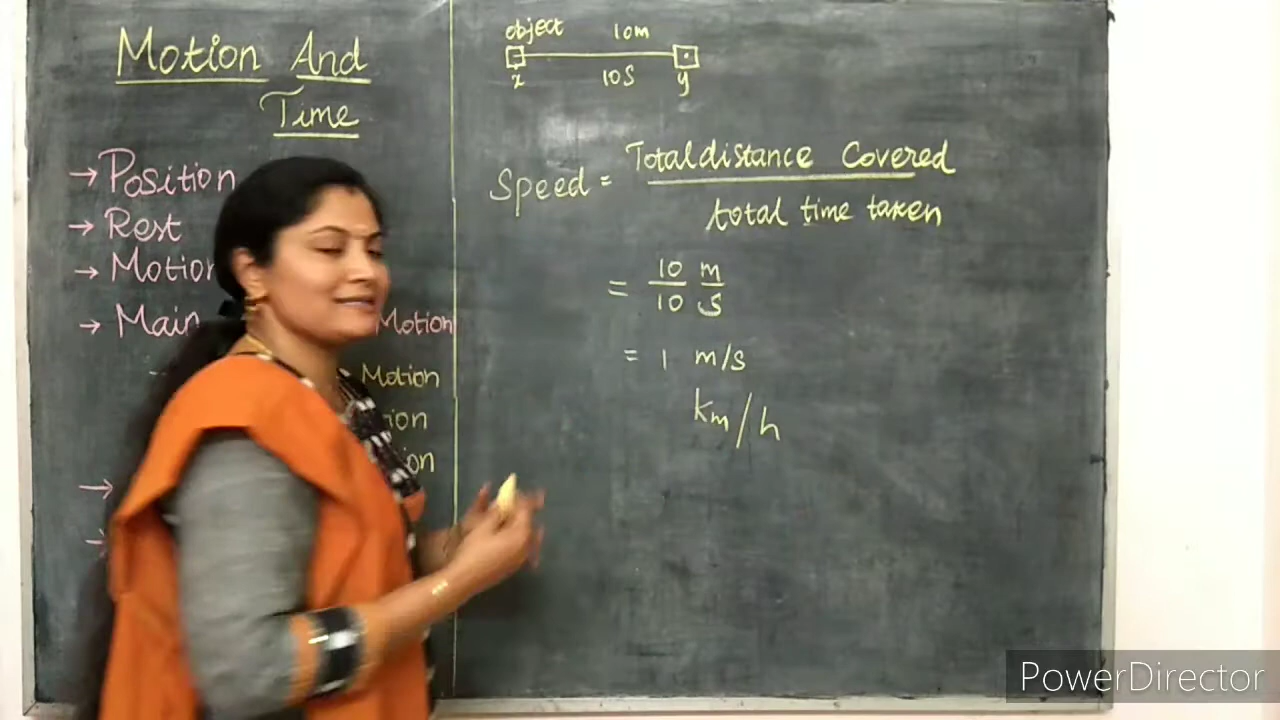 Motion And
Time
→ Position
→ Rest
→ Motion
→ Main Motion
Motion
object 10m
x 10S y
Speed = Total distance Covered
total time taken
= 10 m
10 S
= 1 m/s
km/h
PowerDirector